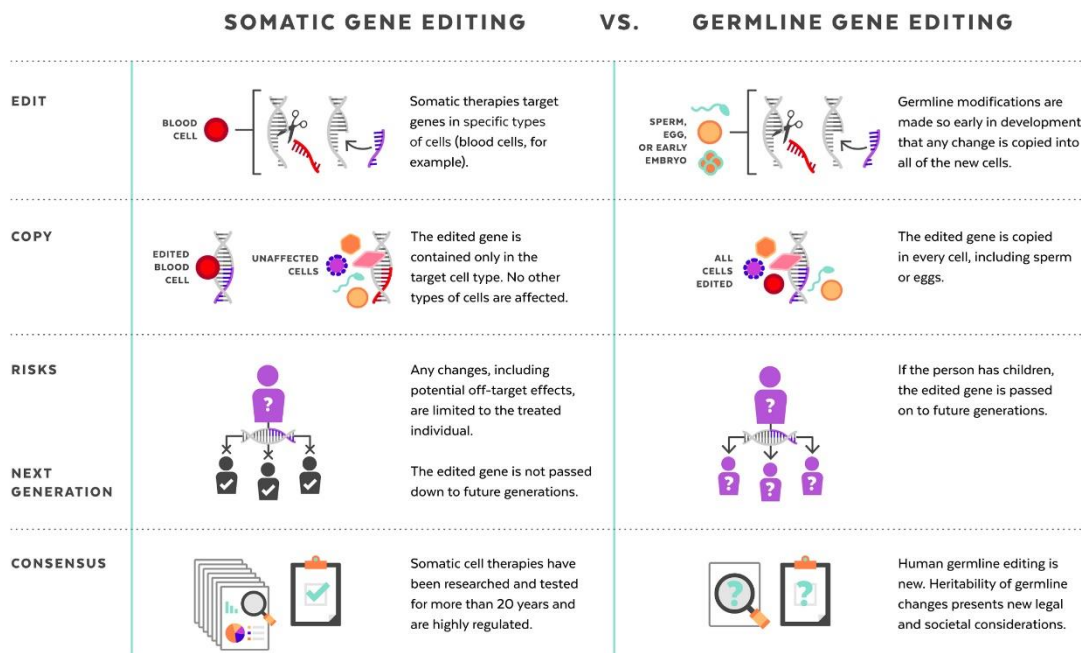 SOMATIC GENE EDITING VS. GERMLINE GENE EDITING
EDIT
BLOOD
CELL
Somatic therapies target
genes in specific types
of cells (blood cells, for
example).
SPERM,
EGG,
OR EARLY
EMBRYO
Germline modifications are
made so early in development
that any change is copied into
all of the new cells.
COPY
EDITED
BLOOD
CELL
UNAFFECTED
CELLS
The edited gene is
contained only in the
target cell type. No other
types of cells are affected.
ALL
CELLS
EDITED
The edited gene is copied
in every cell, including sperm
or eggs.
RISKS
?
Any changes, including
potential off-target effects,
are limited to the treated
individual.
?
If the person has children,
the edited gene is passed
on to future generations.
NEXT
GENERATION
The edited gene is not passed
down to future generations.
? ? ?
CONSENSUS
Somatic cell therapies have
been researched and tested
for more than 20 years and
are highly regulated.
? ?
Human germline editing is
new. Heritability of germline
changes presents new legal
and societal considerations.